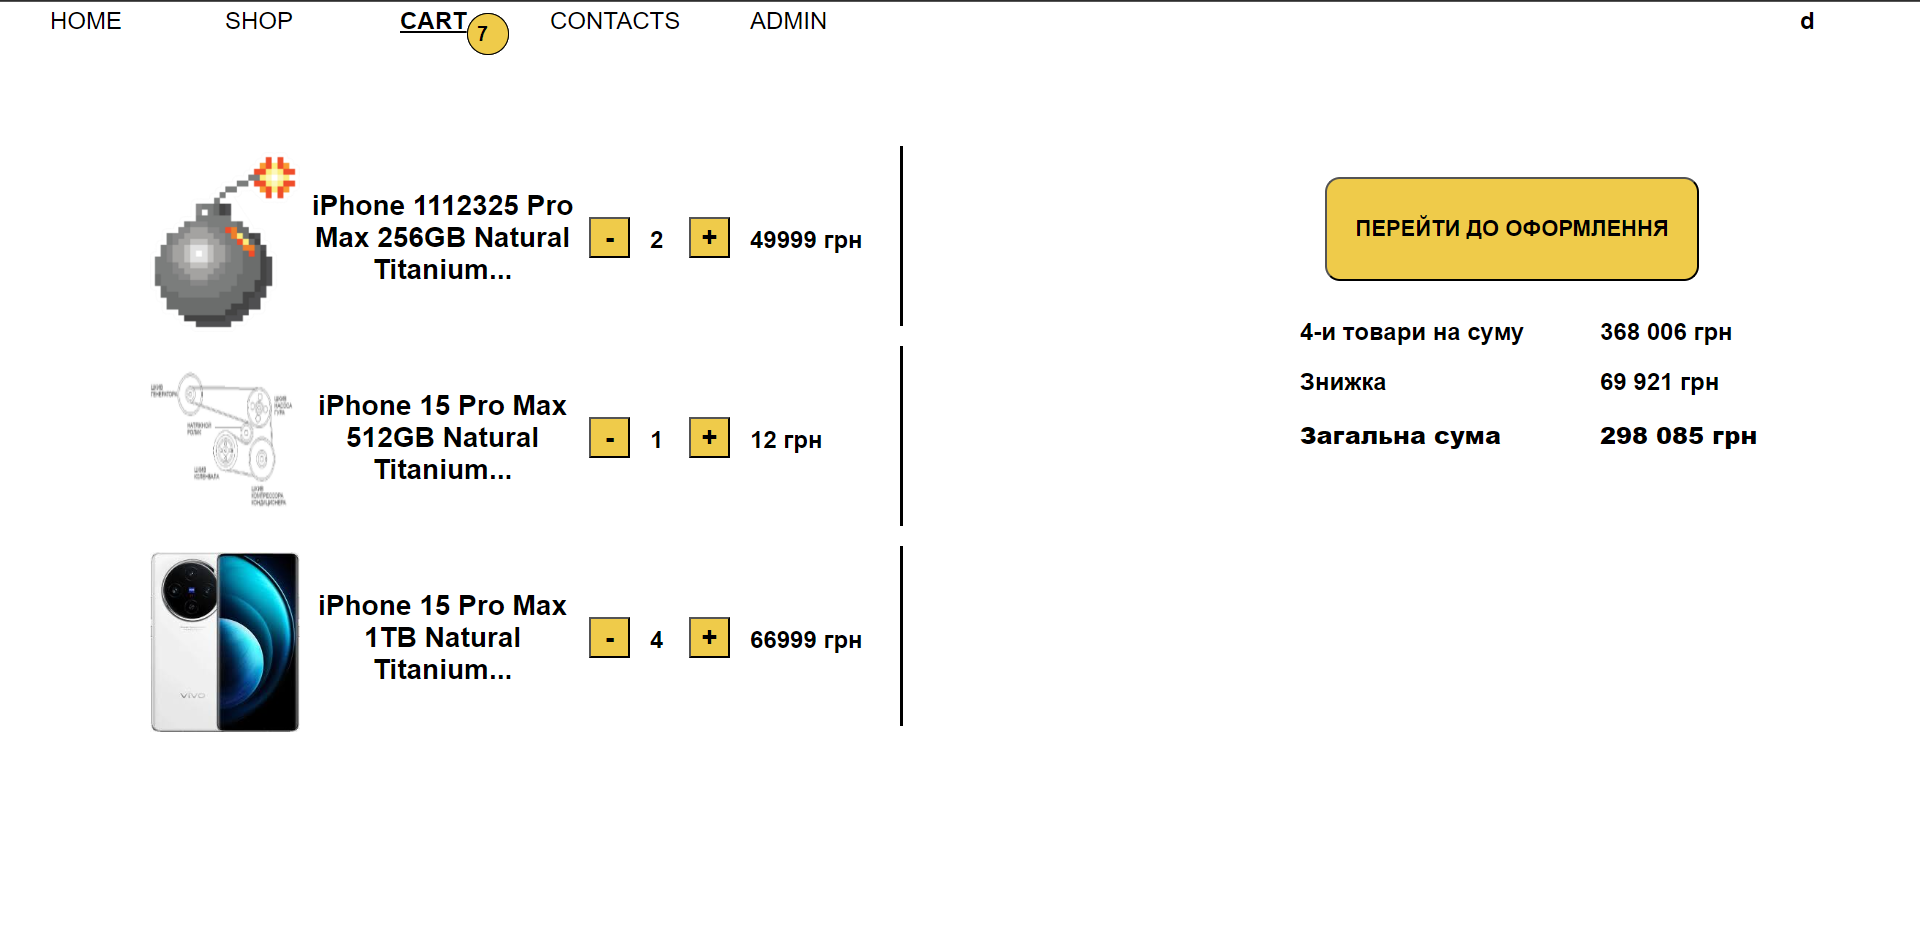 HOME SHOP CART 7 CONTACTS ADMIN d
iPhone 1112325 Pro
Max 256GB Natural
Titanium...
- 2 + 49999 грн
iPhone 15 Pro Max
512GB Natural
Titanium...
- 1 + 12 грн
iPhone 15 Pro Max
1TB Natural
Titanium...
- 4 + 66999 грн
vivo
ПЕРЕЙТИ ДО ОФОРМЛЕННЯ
4-и товари на суму 368 006 грн
Знижка 69 921 грн
Загальна сума 298 085 грн